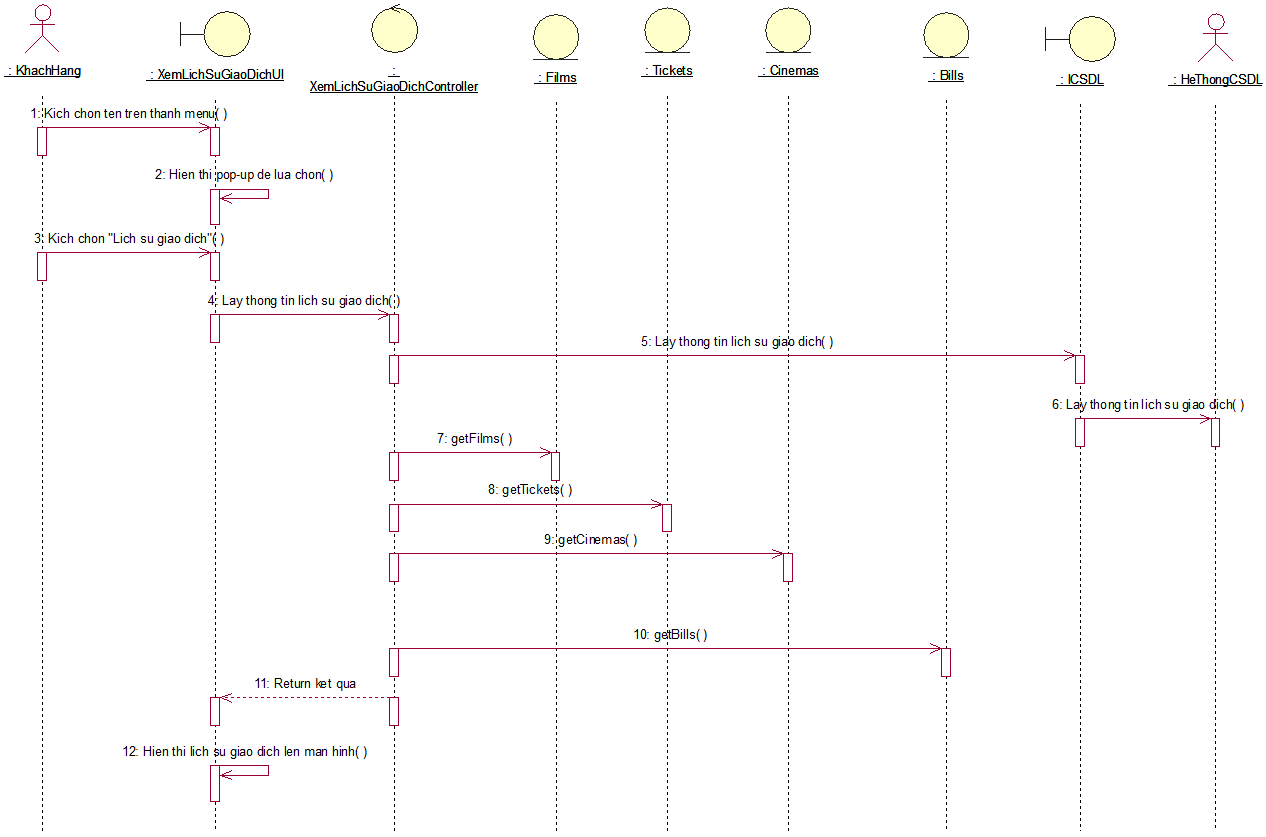 : KhachHang
: XemLichSuGiaoDichUI
:
XemLichSuGiaoDichController
: Films
: Tickets
: Cinemas
: Bills
: ICSDL
: HeThongCSDL
1: Kich chon ten tren thanh menu( )
2: Hien thi pop-up de lua chon( )
3: Kich chon "Lich su giao dich"( )
4: Lay thong tin lich su giao dich( )
5: Lay thong tin lich su giao dich( )
6: Lay thong tin lich su giao dich( )
7: getFilms( )
8: getTickets( )
9: getCinemas( )
10: getBills( )
11: Return ket qua
12: Hien thi lich su giao dich len man hinh( )